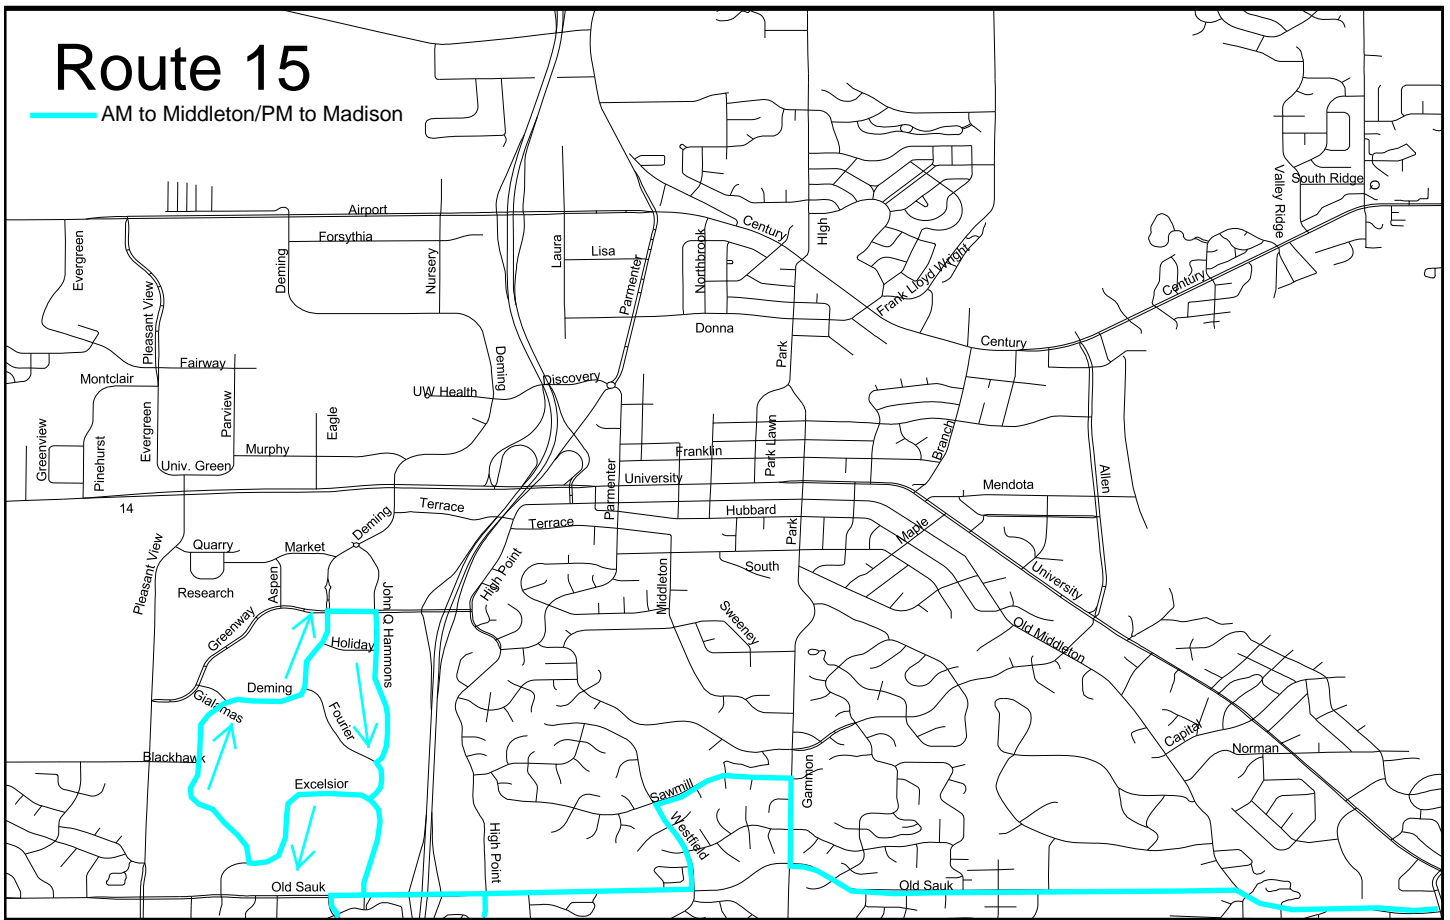 Route 15
AM to Middleton/PM to Madison
Airport
Forsythia
Evergreen
Deming
Nursery
Laura
Lisa
Parmenter
Northbrook
Century
HIgh
Valley Ridge
South Ridge
Pleasant View
Frank Lloyd Wright
Century
Donna
Century
Park
Fairway
Montclair
Deming
Discovery
UW Health
Parview
Evergreen
Eagle
Greenview
Pinehurst
Murphy
Univ. Green
Franklin
Park Lawn
Branch
University
Allen
Mendota
14
Terrace
Parmenter
Hubbard
Terrace
Park
Maple
Deming
Quarry
Market
Pleasant View
Research
Aspen
High Point
South
Middleton
University
Greenway
John Q Hammons
Sweeney
Old Middleton
Holiday
Deming
Gialamas
Fourier
Capital
Norman
Blackhawk
Excelsior
Sawmill
Gammon
Westfield
High Point
Old Sauk
Old Sauk